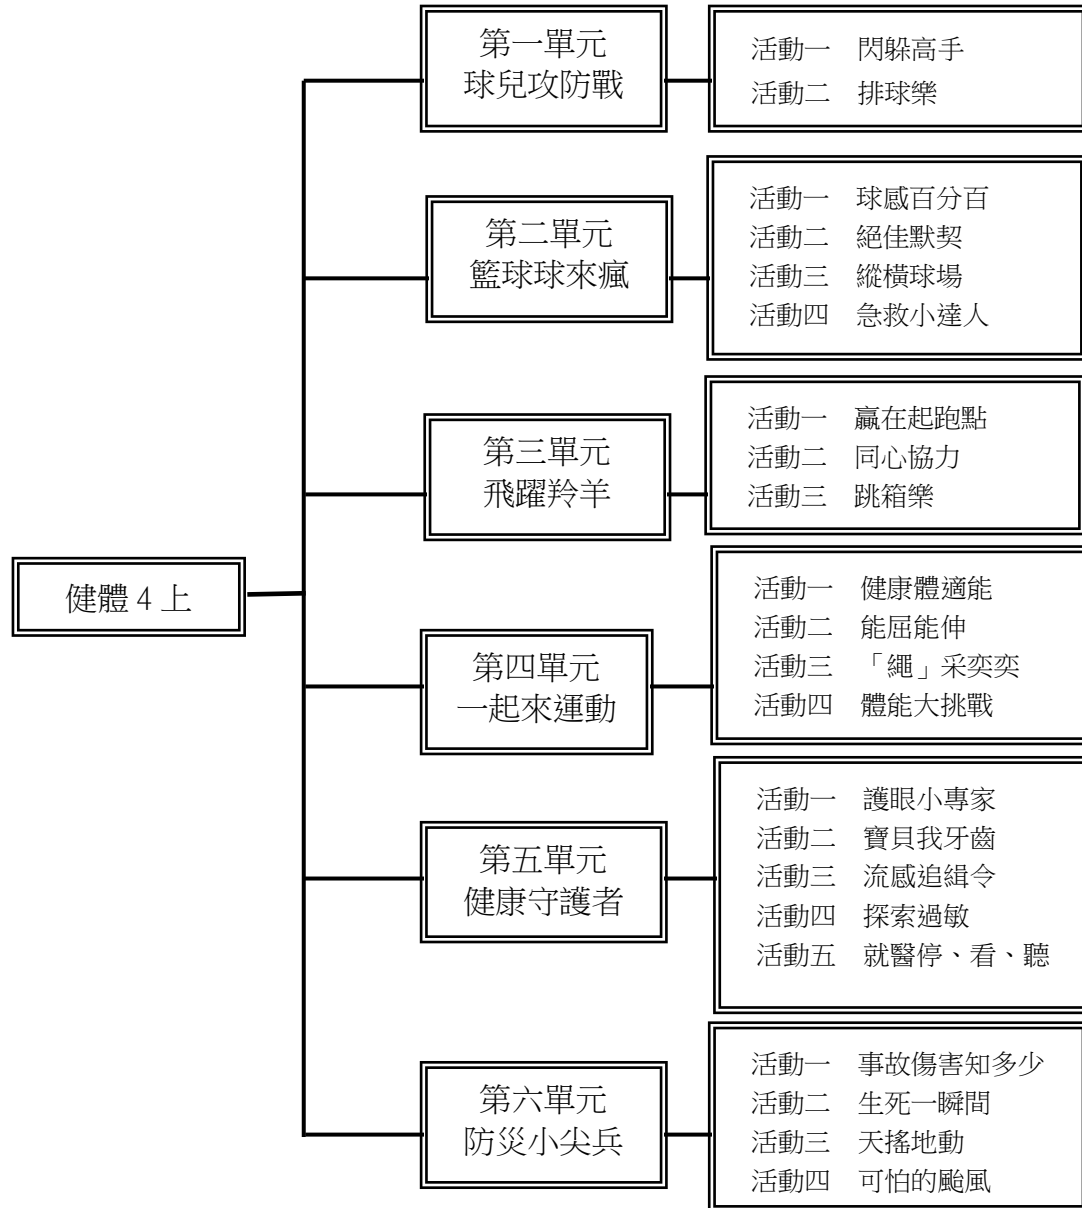 健體 4 上
第一單元
球兒攻防戰
活動一　閃躲高手
活動二　排球樂
第二單元
籃球球來瘋
活動一　球感百分百
活動二　絕佳默契
活動三　縱橫球場
活動四　急救小達人
第三單元
飛躍羚羊
活動一　贏在起跑點
活動二　同心協力
活動三　跳箱樂
第四單元
一起來運動
活動一　健康體適能
活動二　能屈能伸
活動三　「繩」采奕奕
活動四　體能大挑戰
第五單元
健康守護者
活動一　護眼小專家
活動二　寶貝我牙齒
活動三　流感追緝令
活動四　探索過敏
活動五　就醫停、看、聽
第六單元
防災小尖兵
活動一　事故傷害知多少
活動二　生死一瞬間
活動三　天搖地動
活動四　可怕的颱風